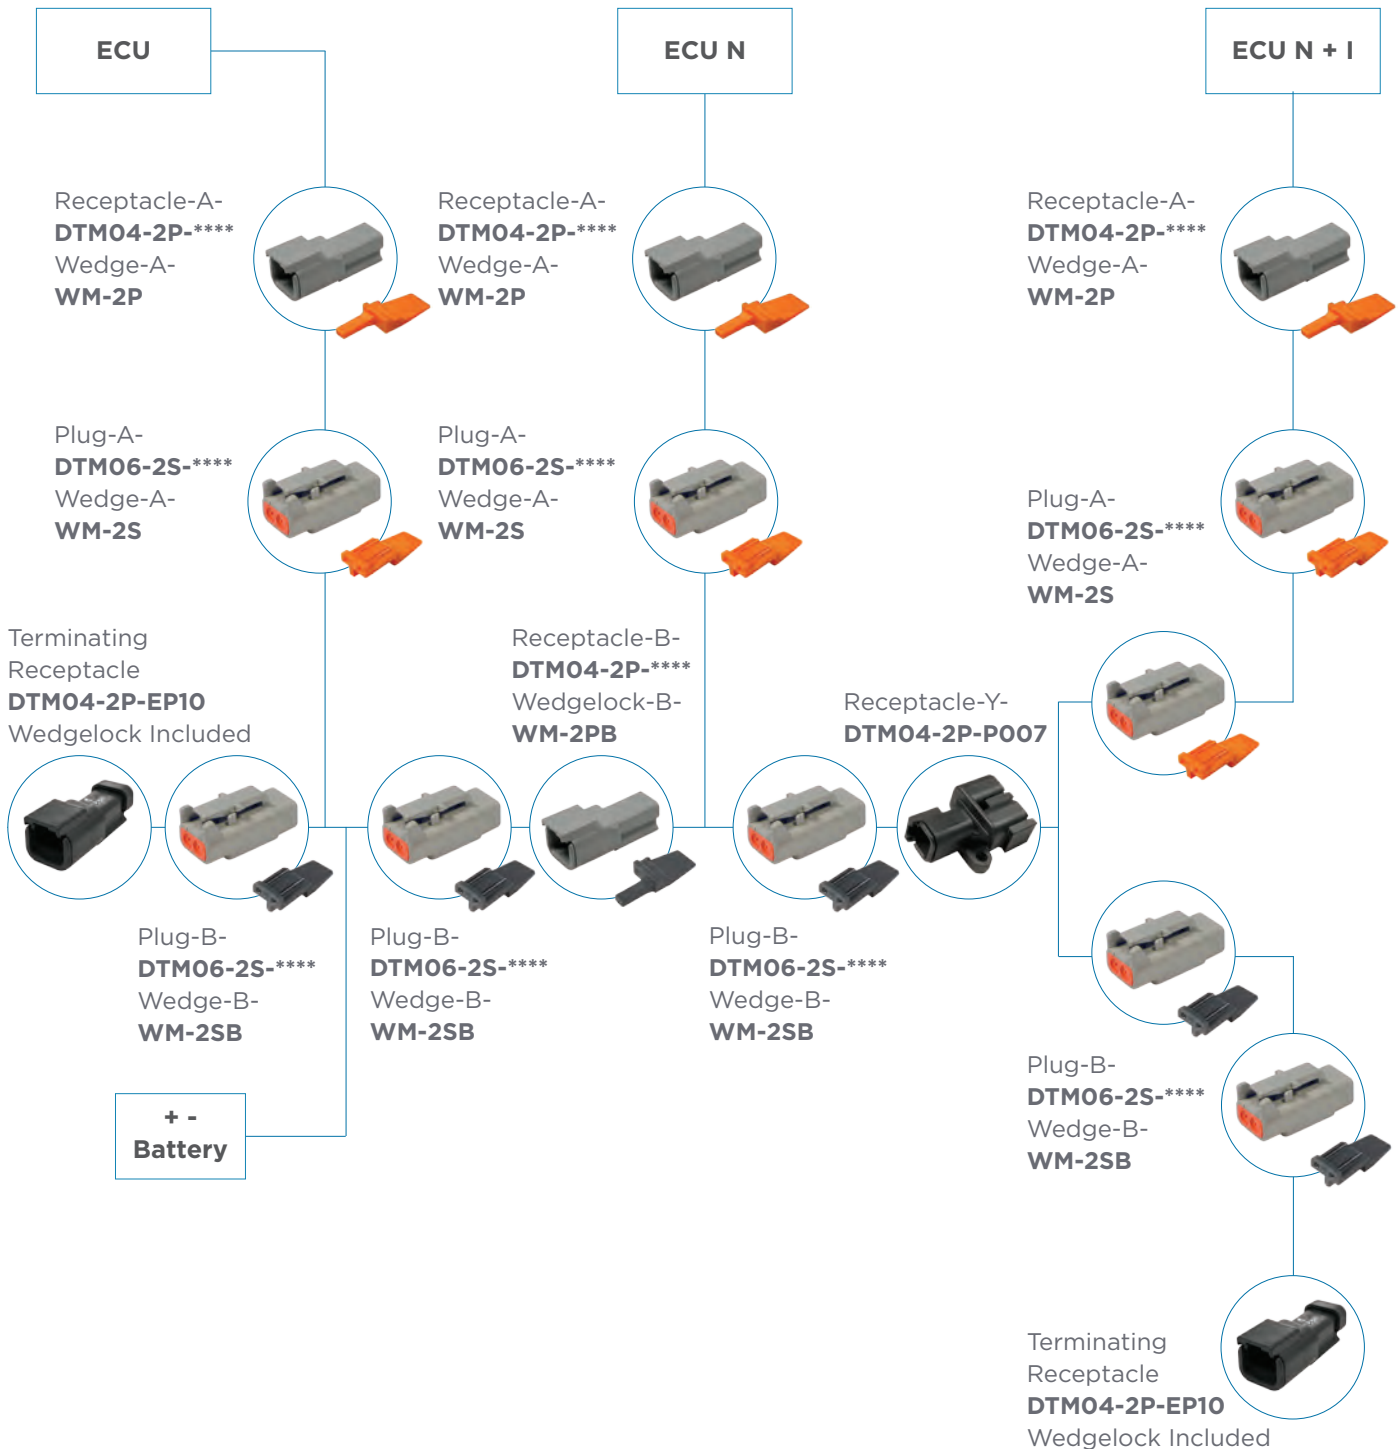 ECU
ECU N
ECU N + I
Receptacle-A-
DTM04-2P-****
Wedge-A-
WM-2P
Receptacle-A-
DTM04-2P-****
Wedge-A-
WM-2P
Receptacle-A-
DTM04-2P-****
Wedge-A-
WM-2P
Plug-A-
DTM06-2S-****
Wedge-A-
WM-2S
Plug-A-
DTM06-2S-****
Wedge-A-
WM-2S
Plug-A-
DTM06-2S-****
Wedge-A-
WM-2S
Terminating
Receptacle
DTM04-2P-EP10
Wedgelock Included
Receptacle-B-
DTM04-2P-****
Wedgelock-B-
WM-2PB
Receptacle-Y-
DTM04-2P-P007
Plug-B-
DTM06-2S-****
Wedge-B-
WM-2SB
Plug-B-
DTM06-2S-****
Wedge-B-
WM-2SB
Plug-B-
DTM06-2S-****
Wedge-B-
WM-2SB
Plug-B-
DTM06-2S-****
Wedge-B-
WM-2SB
+ -
Battery
Terminating
Receptacle
DTM04-2P-EP10
Wedgelock Included